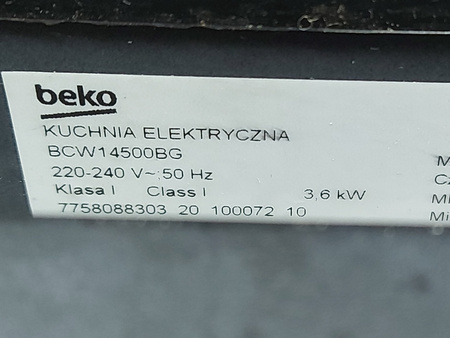 beko
KUCHNIA ELEKTRYCZNA
BCW14500BG
220-240 V~ 50 Hz
Klasa I Class I 3,6 kW
7758088303 20 100072 10